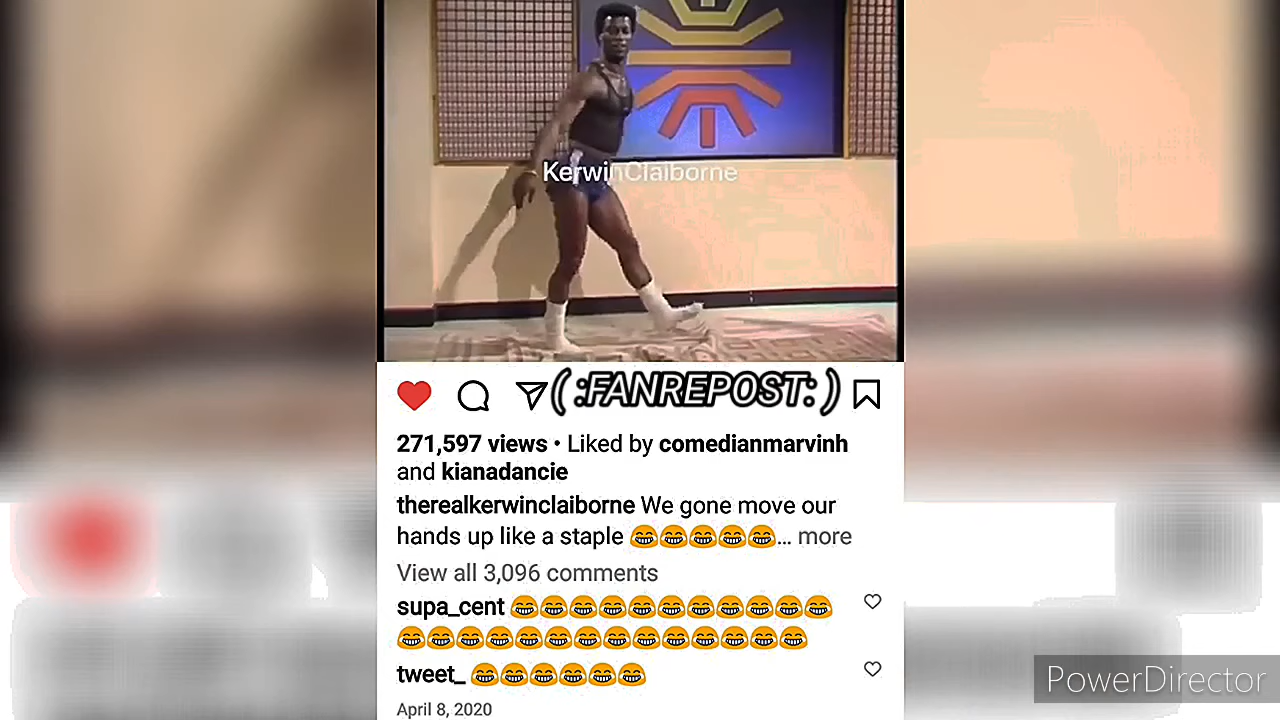 KerwinClaiborne
( :FANREPOST: )
271,597 views • Liked by comedianmarvinh
and kianadancie
therealkerwinclaiborne We gone move our
hands up like a staple 😂😂😂😂😂... more
View all 3,096 comments
supa_cent 😂😂😂😂😂😂😂😂😂😂😂
😂😂😂😂😂😂😂😂😂😂😂😂😂😂
tweet_ 😂😂😂😂😂😂
April 8, 2020
PowerDirector